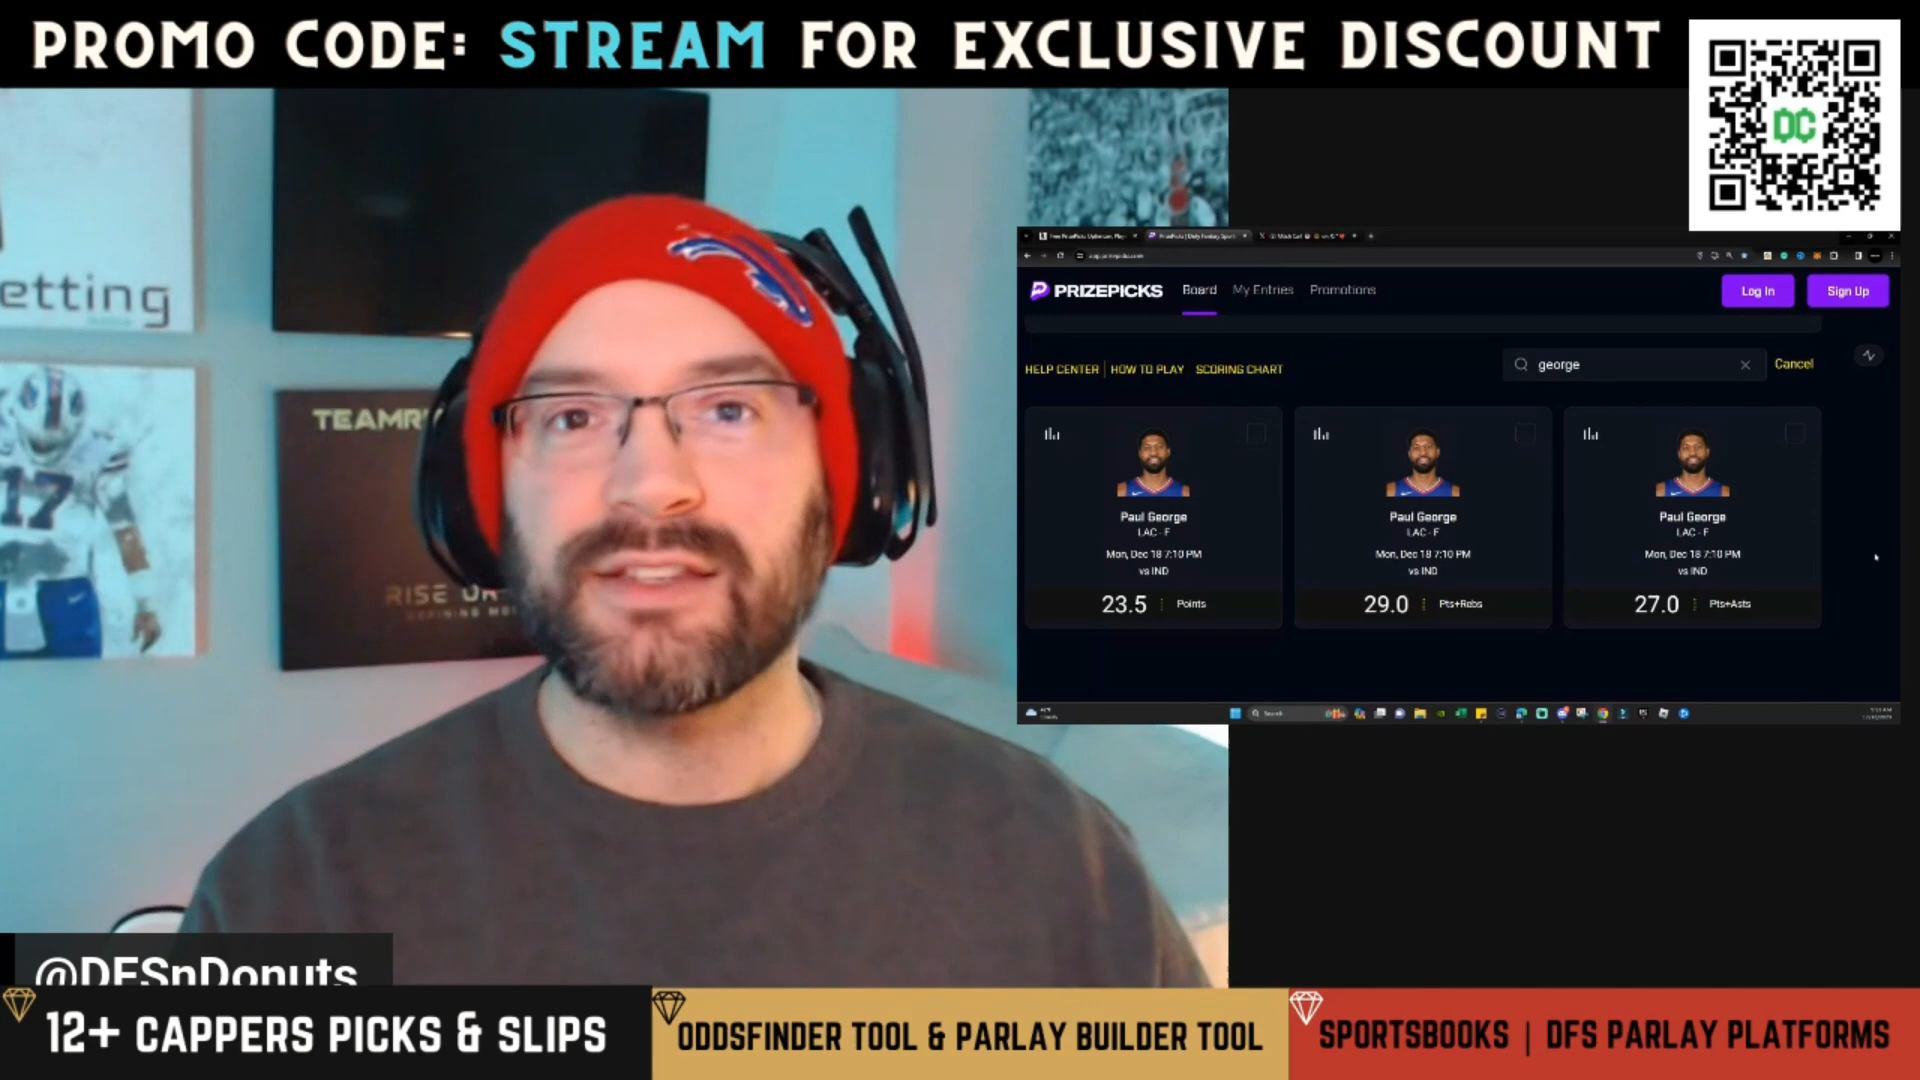 PROMO CODE: STREAM FOR EXCLUSIVE DISCOUNT
DC
etting
17
TEAMR
RISE OR
PRIZEPICKS Board My Entries Promotions Log In Sign Up
HELP CENTER HOW TO PLAY SCORING CHART
george Cancel
Paul George
LAC - F
Mon, Dec 18 7:10 PM
vs IND
23.5 Points
Paul George
LAC - F
Mon, Dec 18 7:10 PM
vs IND
29.0 Pts+Rebs
Paul George
LAC - F
Mon, Dec 18 7:10 PM
vs IND
27.0 Pts+Asts
Search
@DFSnDonuts
12+ CAPPERS PICKS & SLIPS
ODDSFINDER TOOL & PARLAY BUILDER TOOL
SPORTSBOOKS | DFS PARLAY PLATFORMS